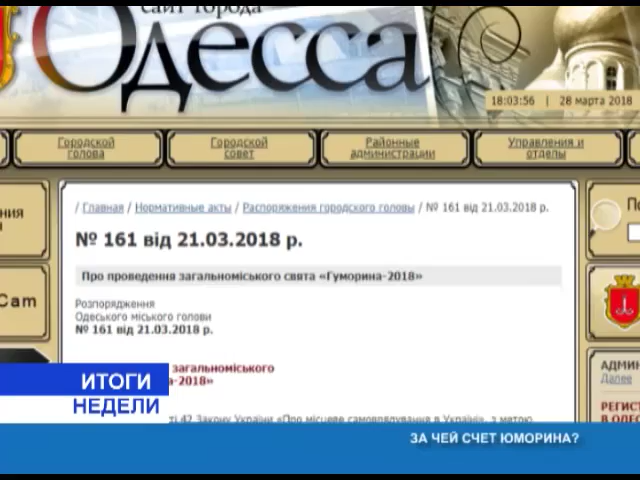 сайт города
Одесса
18:03:56 | 28 марта 2018
Городской голова
Городской совет
Районные администрации
Управления и отделы
/ Главная / Нормативные акты / Распоряжения городского головы / № 161 від 21.03.2018 р.
№ 161 від 21.03.2018 р.
Про проведення загальноміського свята «Гуморина-2018»
Розпорядження
Одеського міського голови
№ 161 від 21.03.2018 р.
загальноміського
-2018»
42 Закону України «Про місцеве самоврядування в Україні», з метою
Cam
Далее
ИТОГИ
НЕДЕЛИ
ЗА ЧЕЙ СЧЕТ ЮМОРИНА?